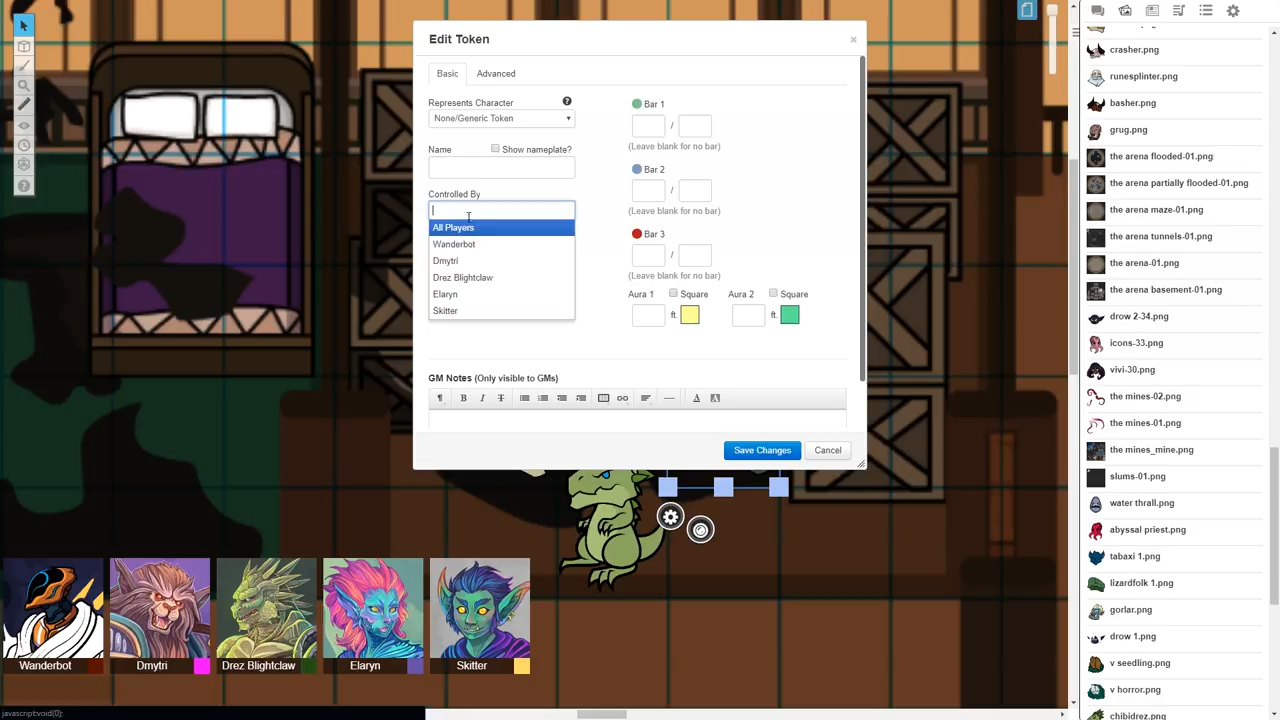 Edit Token
×
Basic
Advanced
Represents Character
?
None/Generic Token
Name
Show nameplate?
Controlled By
All Players
Wanderbot
Dmytri
Drez Blightclaw
Elaryn
Skitter
Bar 1
/
(Leave blank for no bar)
Bar 2
/
(Leave blank for no bar)
Bar 3
/
(Leave blank for no bar)
Aura 1
Square
Aura 2
Square
ft.
ft.
GM Notes (Only visible to GMs)
Save Changes
Cancel
Wanderbot
Dmytri
Drez Blightclaw
Elaryn
Skitter
javascript:void(0);
crasher.png
runesplinter.png
basher.png
grug.png
the arena flooded-01.png
the arena partially flooded-01.png
the arena maze-01.png
the arena tunnels-01.png
the arena-01.png
the arena basement-01.png
drow 2-34.png
icons-33.png
vivi-30.png
the mines-02.png
the mines-01.png
the mines_mine.png
slums-01.png
water thrall.png
abyssal priest.png
tabaxi 1.png
lizardfolk 1.png
gorlar.png
drow 1.png
v seedling.png
v horror.png
chibidrez.png